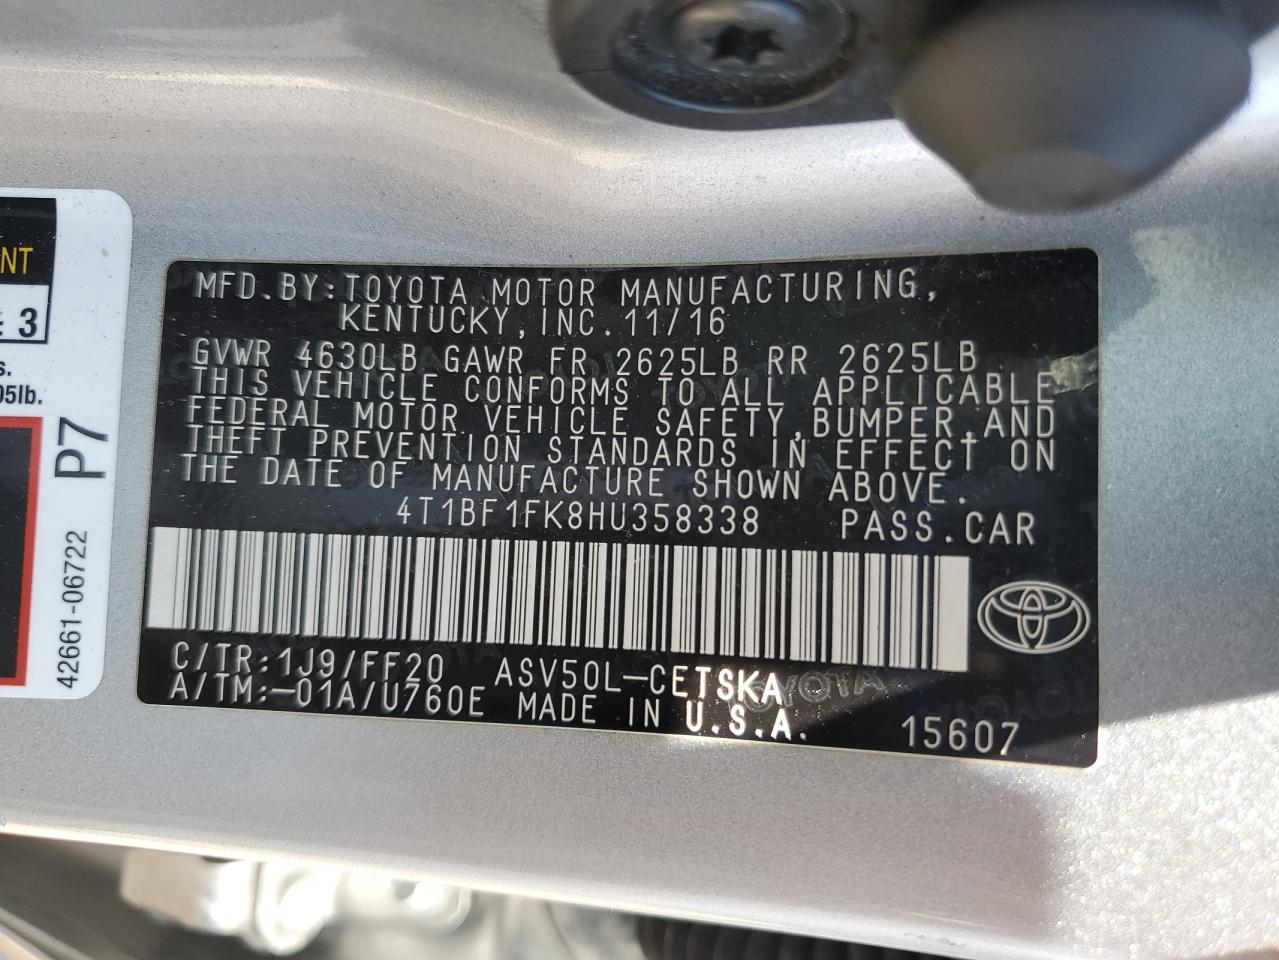 MFD.BY:TOYOTA MOTOR MANUFACTURING,
KENTUCKY,INC.11/16
GVWR 4630LB GAWR FR 2625LB RR 2625LB
THIS VEHICLE CONFORMS TO ALL APPLICABLE
FEDERAL MOTOR VEHICLE SAFETY,BUMPER,AND
THEFT PREVENTION STANDARDS IN EFFECT ON
THE DATE OF MANUFACTURE SHOWN ABOVE.
4T1BF1FK8HU358338 PASS.CAR
C/TR:1J9/FF20 ASV50L-CETSKA
A/TM:-01A/U760E MADE IN U.S.A. 15607
NT
: 3
s.
05lb.
P7
42661-06722